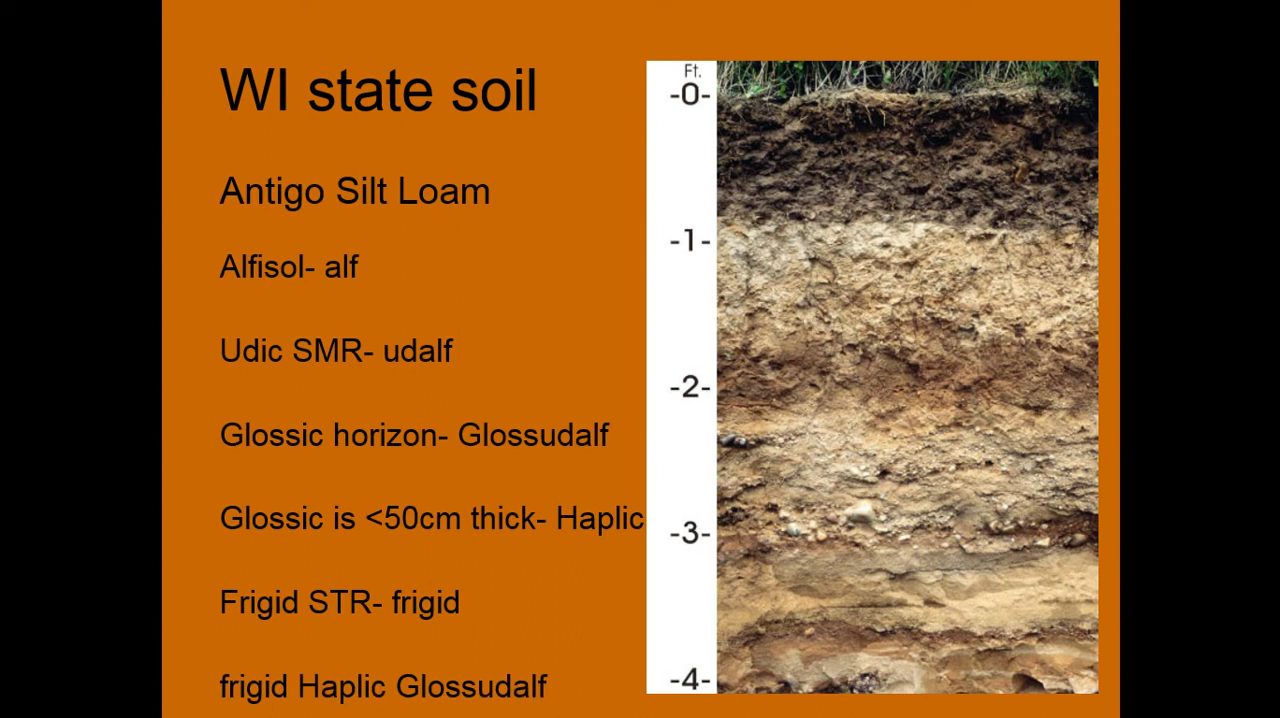 WI state soil
Antigo Silt Loam
Alfisol- alf
Udic SMR- udalf
Glossic horizon- Glossudalf
Glossic is <50cm thick- Haplic
Frigid STR- frigid
frigid Haplic Glossudalf
Ft.
-0-
-1-
-2-
-3-
-4-